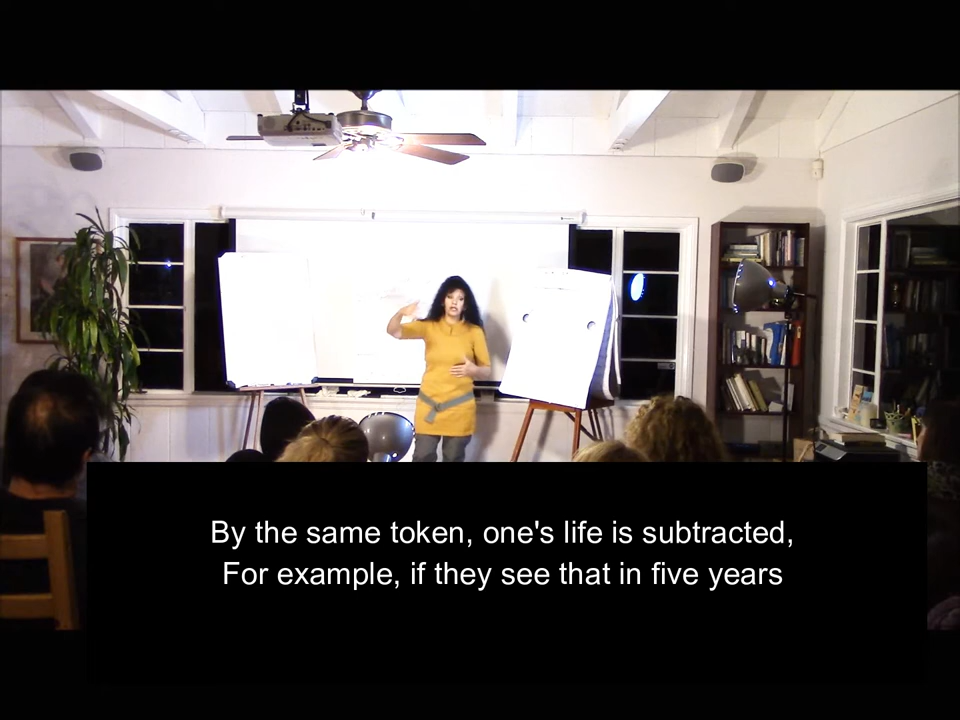 By the same token, one's life is subtracted,
For example, if they see that in five years